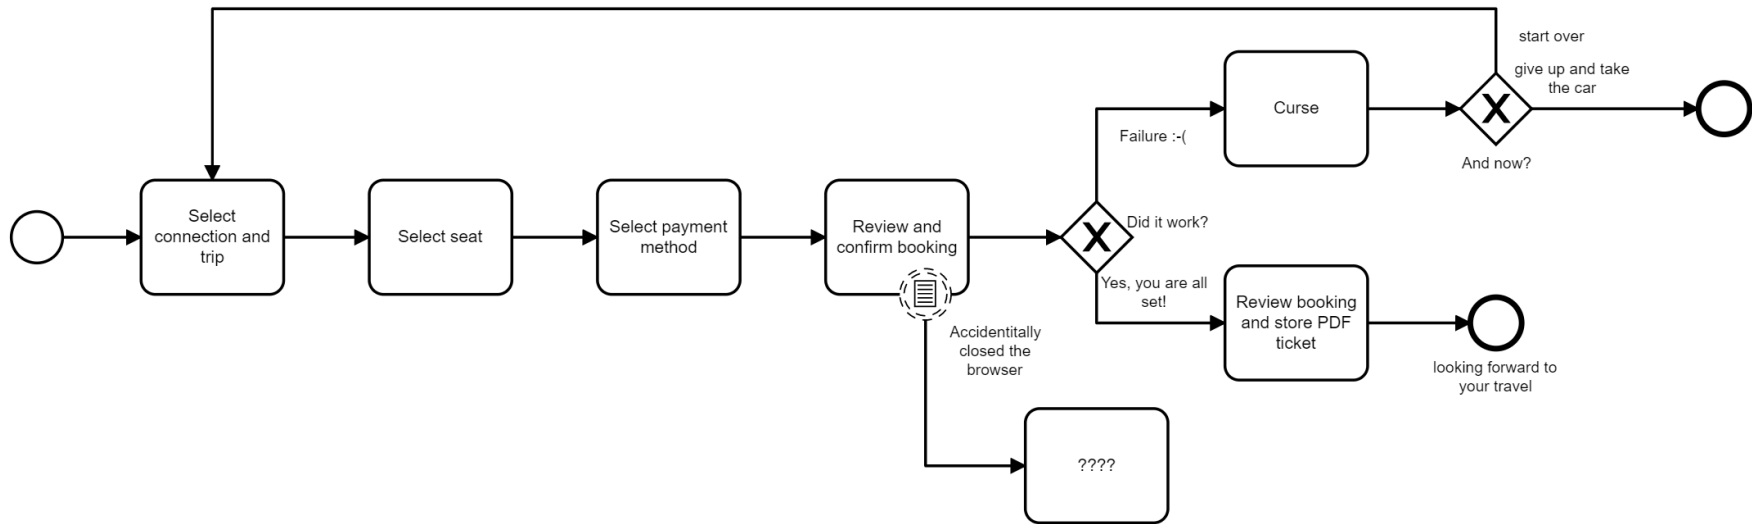 start over
give up and take
the car
Curse
Failure :-(
And now?
Select
connection and
trip
Select seat
Select payment
method
Review and
confirm booking
Did it work?
Yes, you are all
set!
Review booking
and store PDF
ticket
Accidentitally
closed the
browser
looking forward to
your travel
????